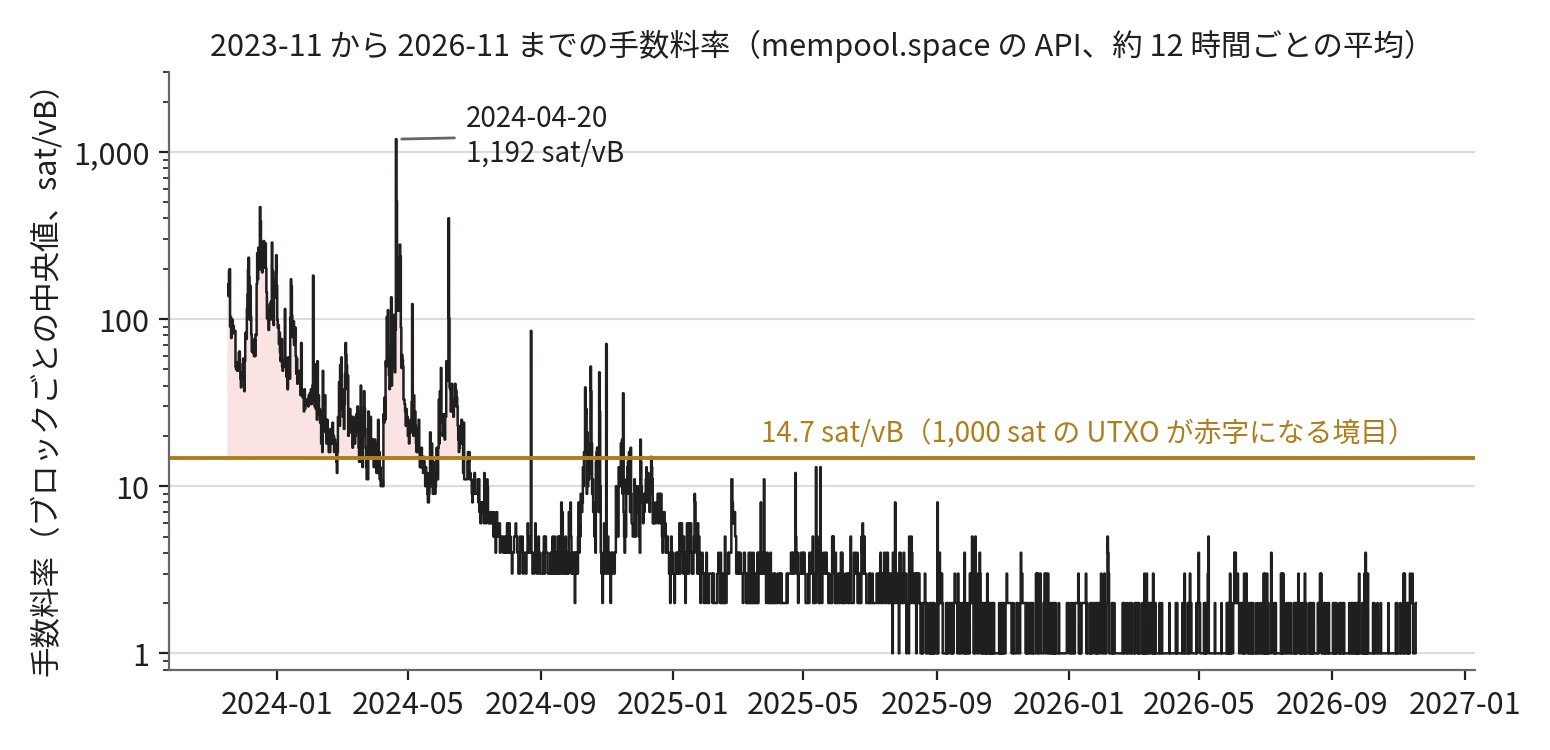 2023-11 から 2026-11 までの手数料率（mempool.space の API、約 12 時間ごとの平均）
手数料率（ブロックごとの中央値、sat/vB）
1,000
100
10
1
2024-04-20
1,192 sat/vB
14.7 sat/vB（1,000 sat の UTXO が赤字になる境目）
2024-01 2024-05 2024-09 2025-01 2025-05 2025-09 2026-01 2026-05 2026-09 2027-01